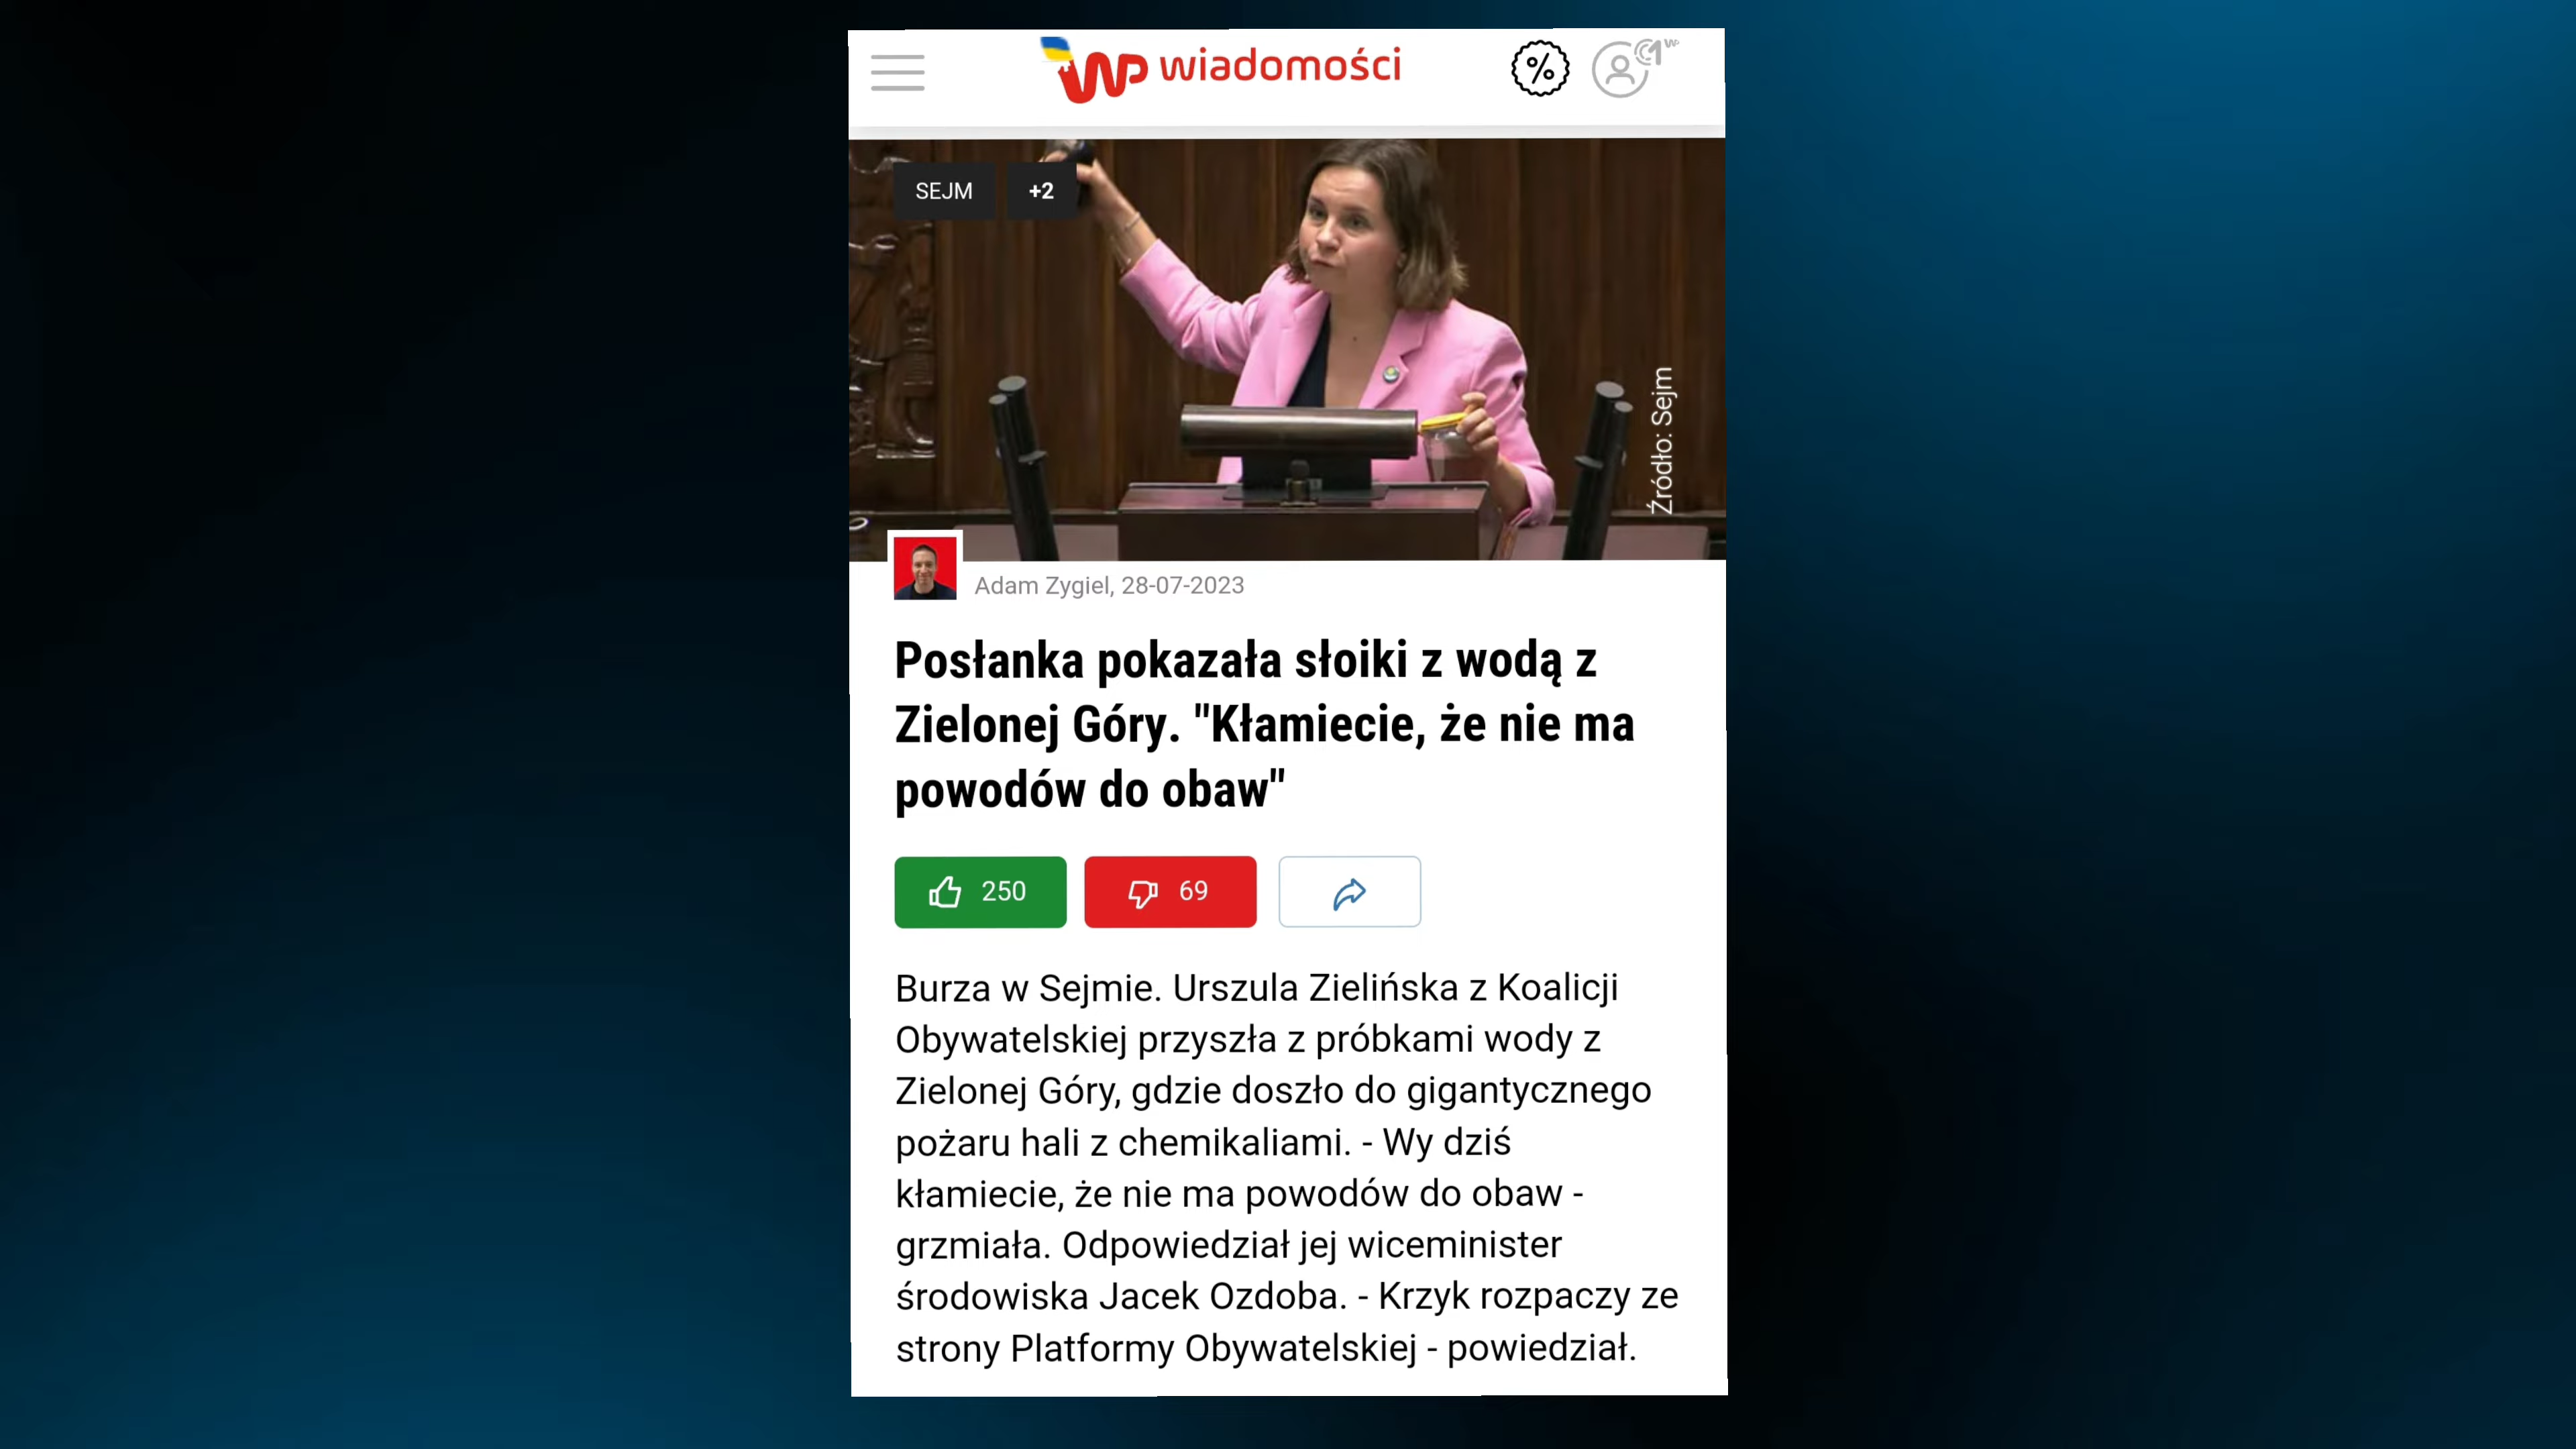 wp wiadomości
%
1
SEJM +2
Źródło: Sejm
Adam Zygiel, 28-07-2023
Posłanka pokazała słoiki z wodą z
Zielonej Góry. "Kłamiecie, że nie ma
powodów do obaw"
250 69
Burza w Sejmie. Urszula Zielińska z Koalicji
Obywatelskiej przyszła z próbkami wody z
Zielonej Góry, gdzie doszło do gigantycznego
pożaru hali z chemikaliami. - Wy dziś
kłamiecie, że nie ma powodów do obaw -
grzmiała. Odpowiedział jej wiceminister
środowiska Jacek Ozdoba. - Krzyk rozpaczy ze
strony Platformy Obywatelskiej - powiedział.